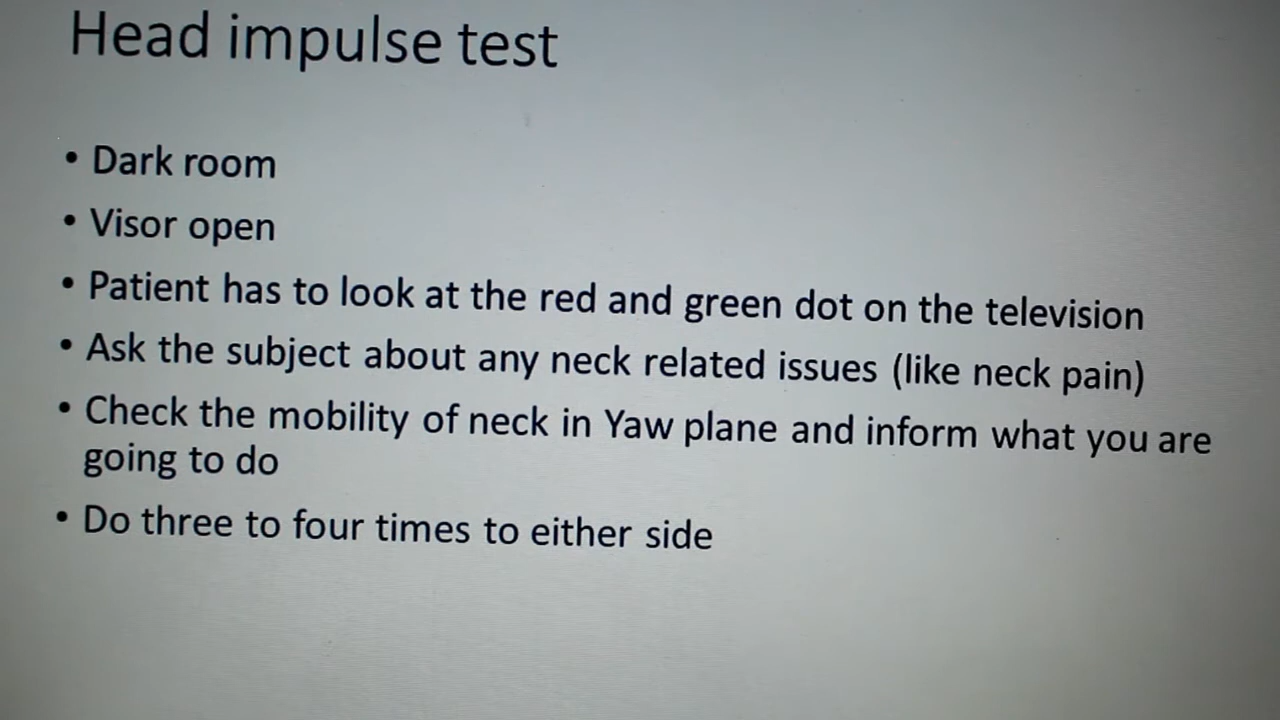 Head impulse test
• Dark room
• Visor open
• Patient has to look at the red and green dot on the television
• Ask the subject about any neck related issues (like neck pain)
• Check the mobility of neck in Yaw plane and inform what you are
going to do
• Do three to four times to either side